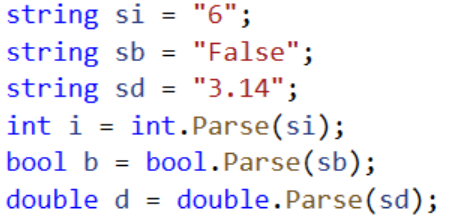 string si = "6";
string sb = "False";
string sd = "3.14";
int i = int.Parse(si);
bool b = bool.Parse(sb);
double d = double.Parse(sd);